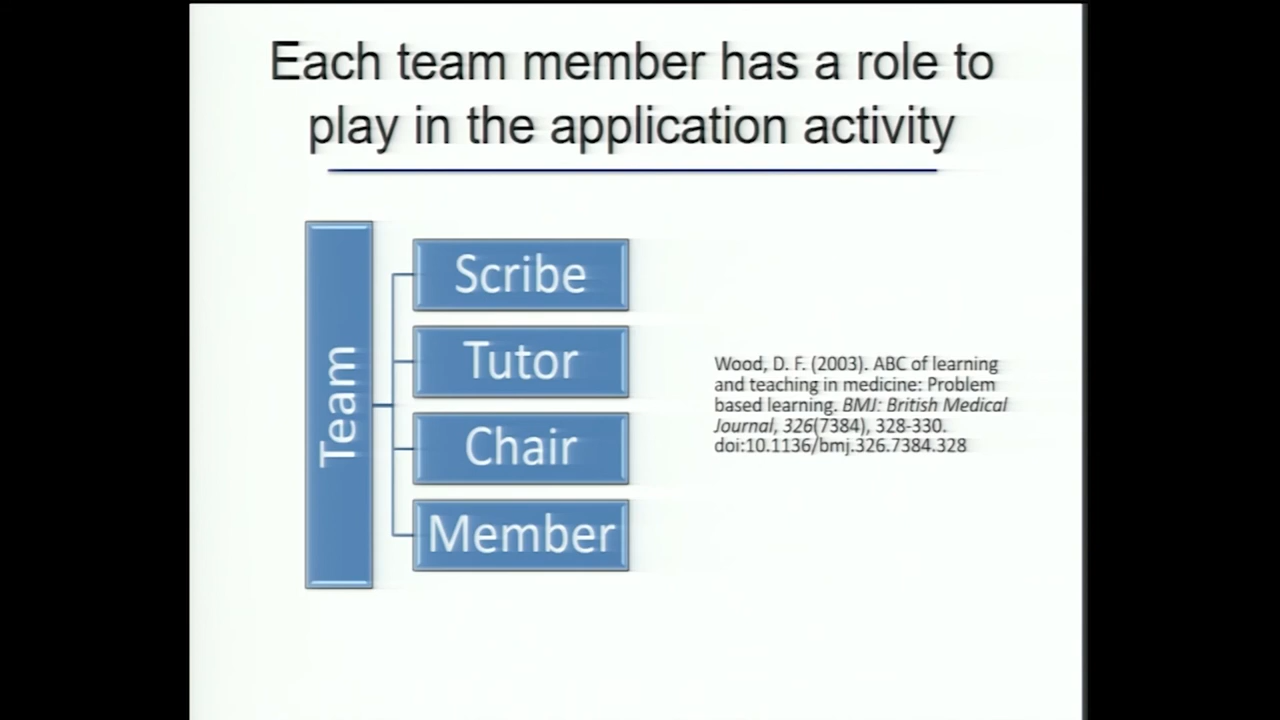 Each team member has a role to
play in the application activity
Team
Scribe
Tutor
Chair
Member
Wood, D. F. (2003). ABC of learning
and teaching in medicine: Problem
based learning. BMJ: British Medical
Journal, 326(7384), 328-330.
doi:10.1136/bmj.326.7384.328